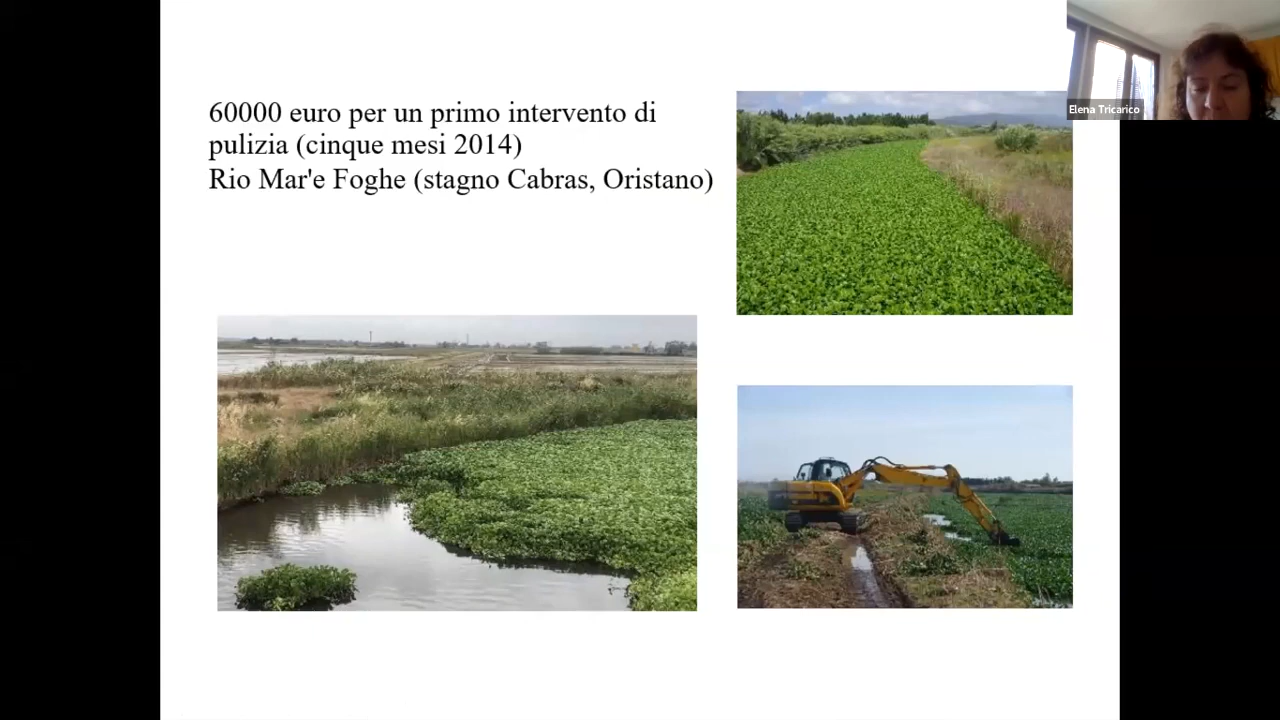 60000 euro per un primo intervento di
pulizia (cinque mesi 2014)
Rio Mar'e Foghe (stagno Cabras, Oristano)
Elena Tricarico